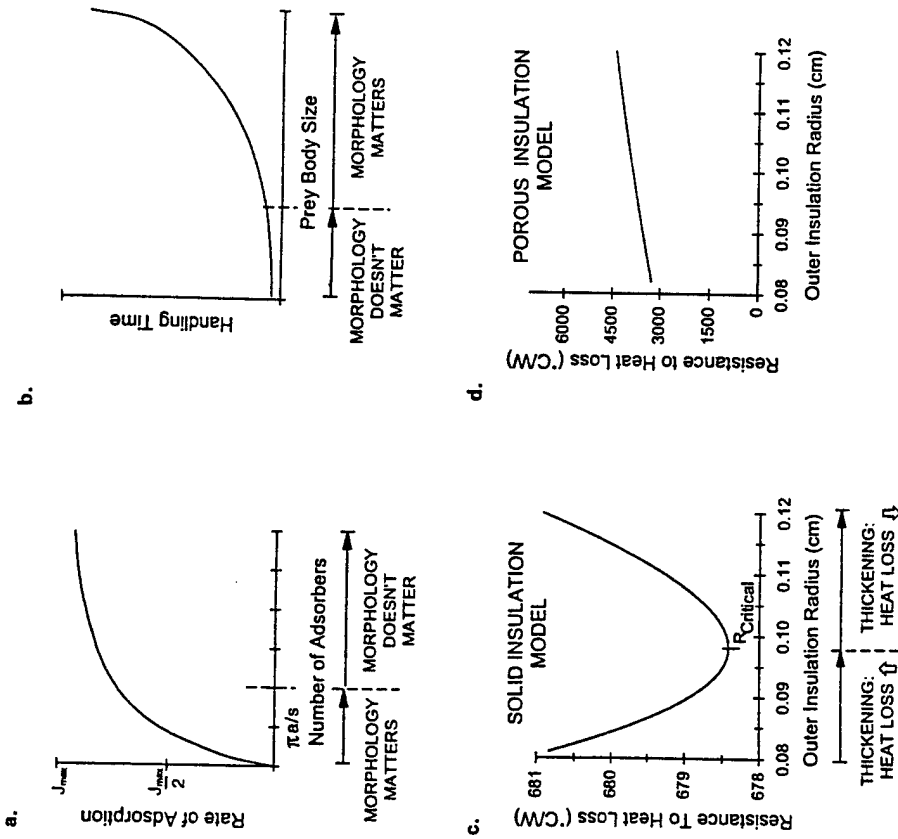 a.
Rate of Adsorption
Jmax
Jmax
2
πa/s
Number of Adsorbers
MORPHOLOGY
MATTERS
MORPHOLOGY
DOESN'T
MATTER
b.
Handling Time
Prey Body Size
MORPHOLOGY
DOESN'T
MATTER
MORPHOLOGY
MATTERS
c.
SOLID INSULATION
MODEL
Resistance To Heat Loss (°C/W)
681
680
679
678
RCritical
0.08
0.09
0.10
0.11
0.12
Outer Insulation Radius (cm)
THICKENING:
HEAT LOSS ⇧
THICKENING:
HEAT LOSS ⇩
d.
POROUS INSULATION
MODEL
Resistance to Heat Loss (°C/W)
6000
4500
3000
1500
0
0.08
0.09
0.10
0.11
0.12
Outer Insulation Radius (cm)